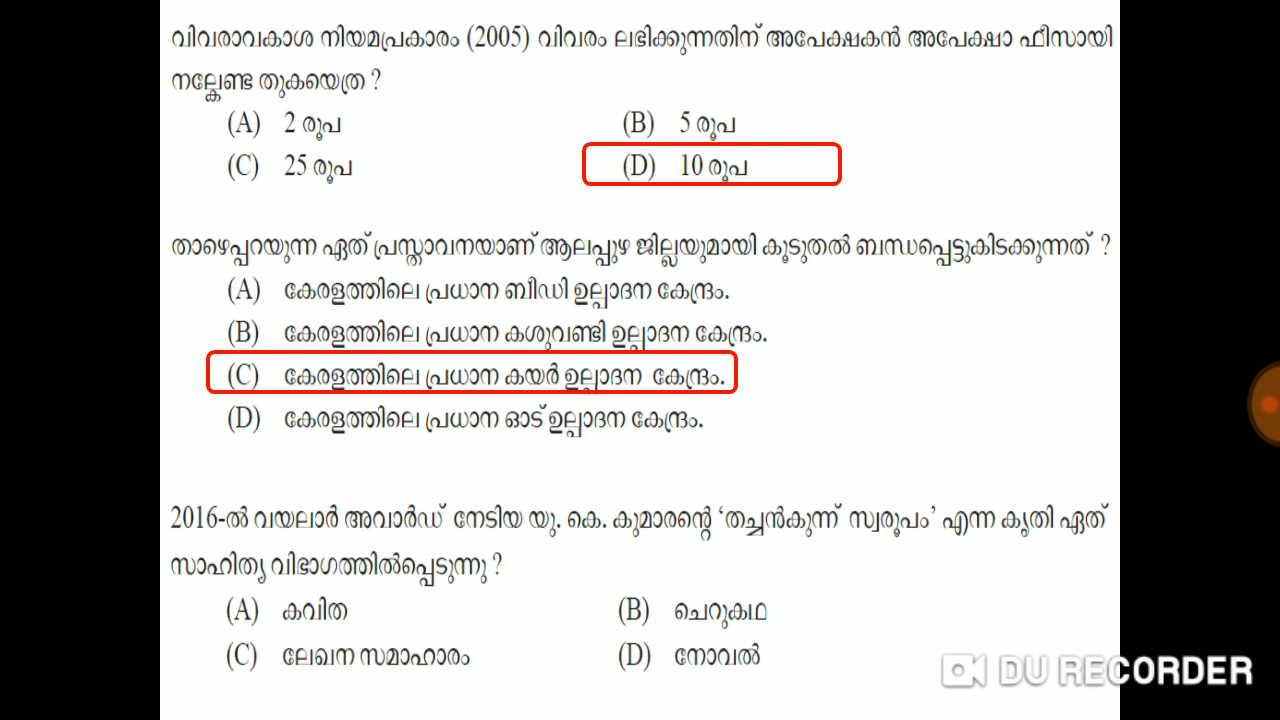 വിവരാവകാശ നിയമപ്രകാരം (2005) വിവരം ലഭിക്കുന്നതിന് അപേക്ഷകൻ അപേക്ഷാ ഫീസായി
നല്കേണ്ട തുകയെത്ര ?
(A) 2 രൂപ (B) 5 രൂപ
(C) 25 രൂപ (D) 10 രൂപ
താഴെപ്പറയുന്ന ഏത് പ്രസ്താവനയാണ് ആലപ്പുഴ ജില്ലയുമായി കൂടുതൽ ബന്ധപ്പെട്ടുകിടക്കുന്നത് ?
(A) കേരളത്തിലെ പ്രധാന ബീഡി ഉല്പാദന കേന്ദ്രം.
(B) കേരളത്തിലെ പ്രധാന കശുവണ്ടി ഉല്പാദന കേന്ദ്രം.
(C) കേരളത്തിലെ പ്രധാന കയർ ഉല്പാദന കേന്ദ്രം.
(D) കേരളത്തിലെ പ്രധാന ഓട് ഉല്പാദന കേന്ദ്രം.
2016-ൽ വയലാർ അവാർഡ് നേടിയ യു. കെ. കുമാരന്റെ ‘തച്ചൻകുന്ന് സ്വരൂപം’ എന്ന കൃതി ഏത്
സാഹിത്യ വിഭാഗത്തിൽപ്പെടുന്നു ?
(A) കവിത (B) ചെറുകഥ
(C) ലേഖന സമാഹാരം (D) നോവൽ
DU RECORDER